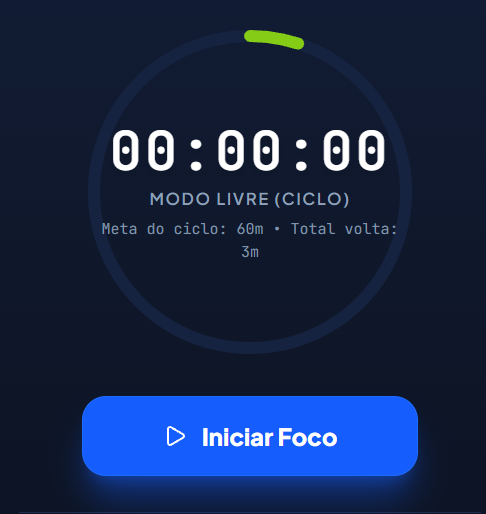 00:00:00
MODO LIVRE (CICLO)
Meta do ciclo: 60m • Total volta:
3m
Iniciar Foco